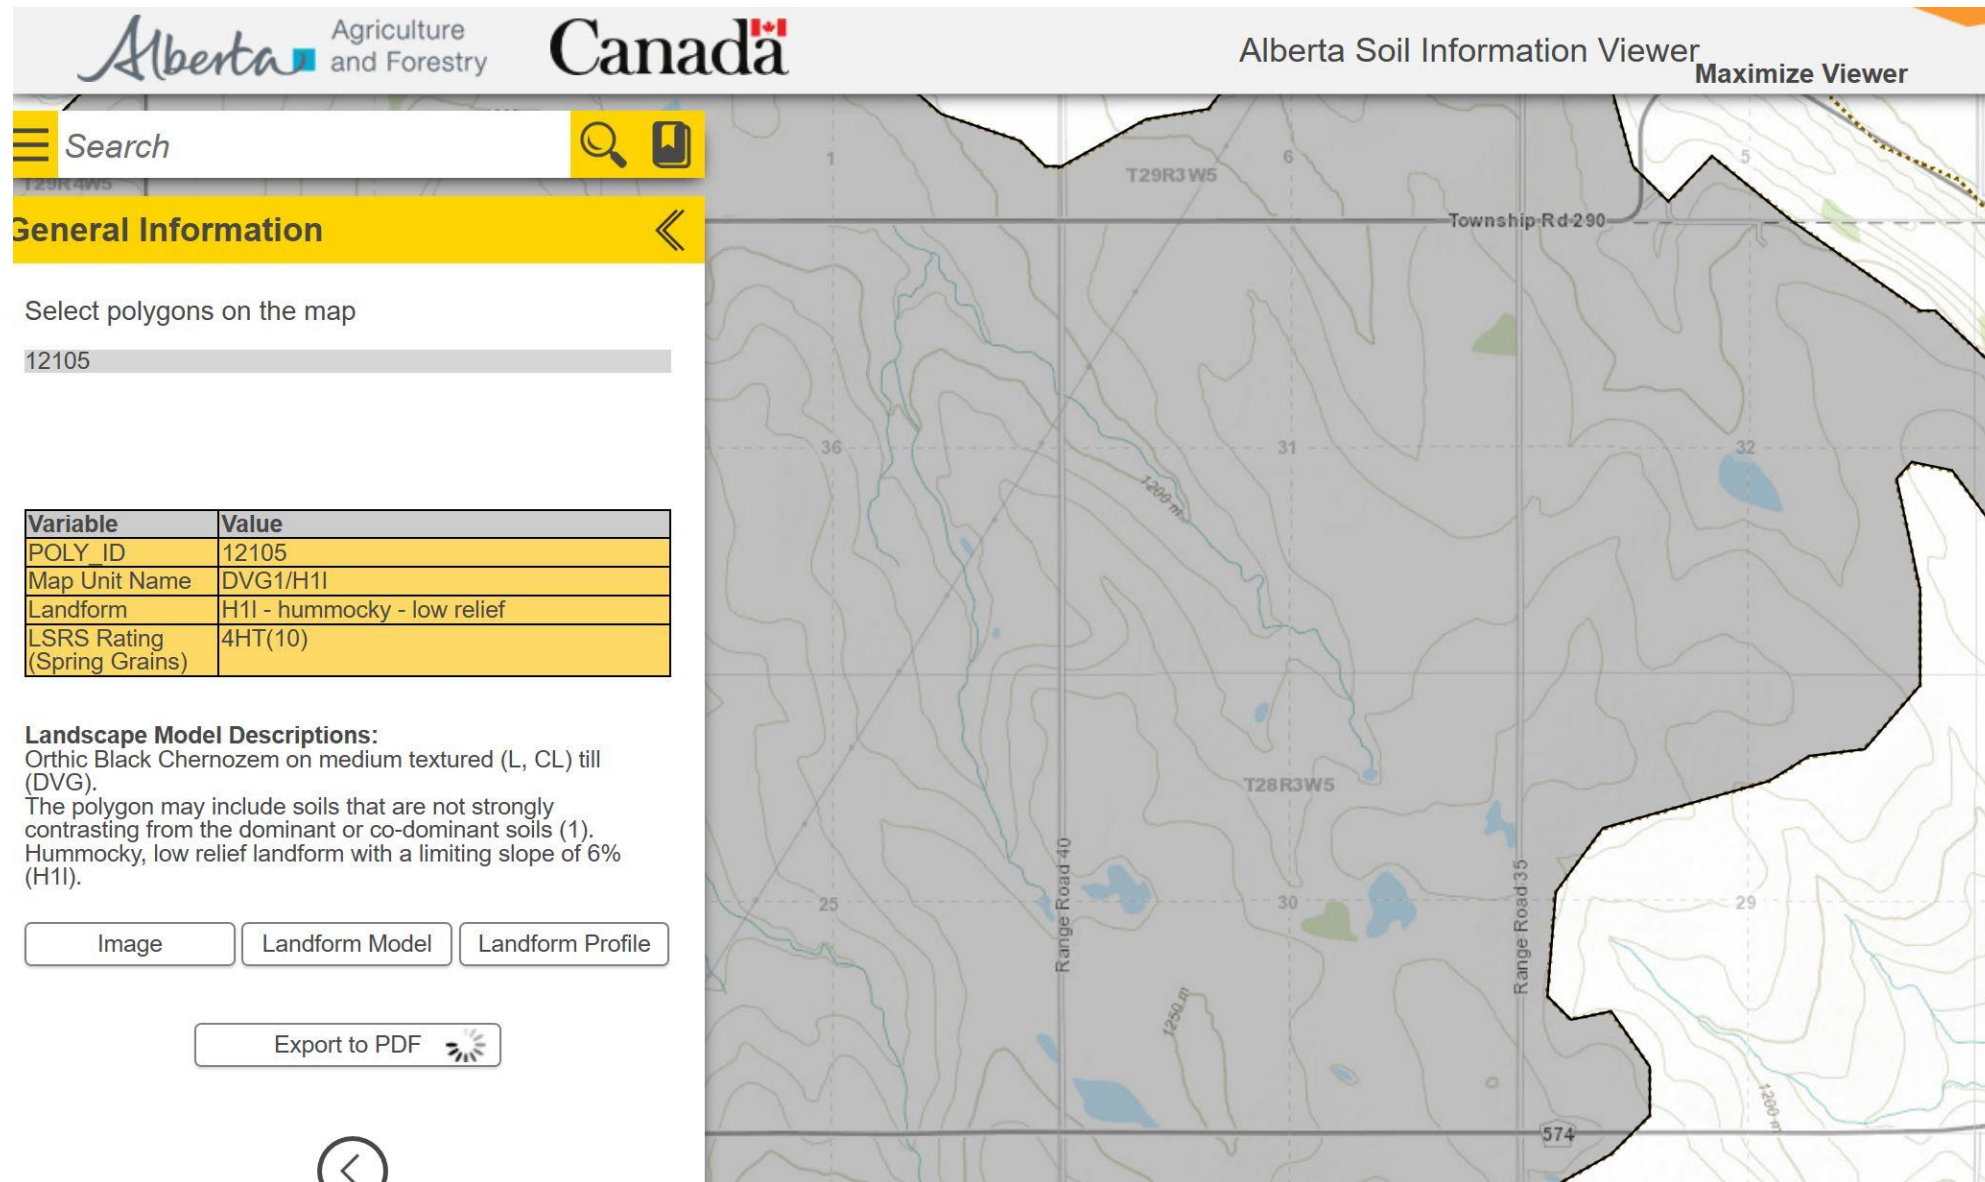 Alberta Agriculture
and Forestry
Canada
Alberta Soil Information Viewer
Maximize Viewer
Search
T29R4W5
General Information
Select polygons on the map
12105
Variable Value
POLY_ID 12105
Map Unit Name DVG1/H1l
Landform H1l - hummocky - low relief
LSRS Rating
(Spring Grains) 4HT(10)
Landscape Model Descriptions:
Orthic Black Chernozem on medium textured (L, CL) till
(DVG).
The polygon may include soils that are not strongly
contrasting from the dominant or co-dominant soils (1).
Hummocky, low relief landform with a limiting slope of 6%
(H1l).
Image
Landform Model
Landform Profile
Export to PDF
1
T29R3W5
6
5
Township Rd 290
36
31
32
1200 m
T28R3W5
Range Road 40
Range Road 35
25
30
29
1250 m
1200 m
574